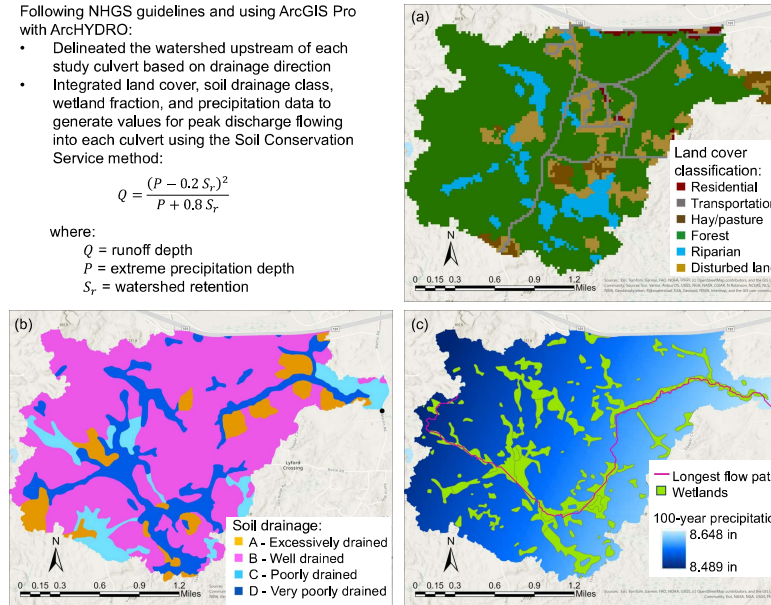 Following NHGS guidelines and using ArcGIS Pro
with ArcHYDRO:
• Delineated the watershed upstream of each
study culvert based on drainage direction
• Integrated land cover, soil drainage class,
wetland fraction, and precipitation data to
generate values for peak discharge flowing
into each culvert using the Soil Conservation
Service method:
Q = (P − 0.2 Sr)² / P + 0.8 Sr
where:
Q = runoff depth
P = extreme precipitation depth
Sr = watershed retention
(a)
Land cover
classification:
Residential
Transportation
Hay/pasture
Forest
Riparian
Disturbed land
N
0 0.15 0.3 0.6 0.9 1.2
Miles
(b)
101
Lyford
Crossing
Soil drainage:
A - Excessively drained
B - Well drained
C - Poorly drained
D - Very poorly drained
N
0 0.15 0.3 0.6 0.9 1.2
Miles
(c)
101
Longest flow pat
Wetlands
100-year precipitatio
8.648 in
8.489 in
N
0 0.15 0.3 0.6 0.9 1.2
Miles